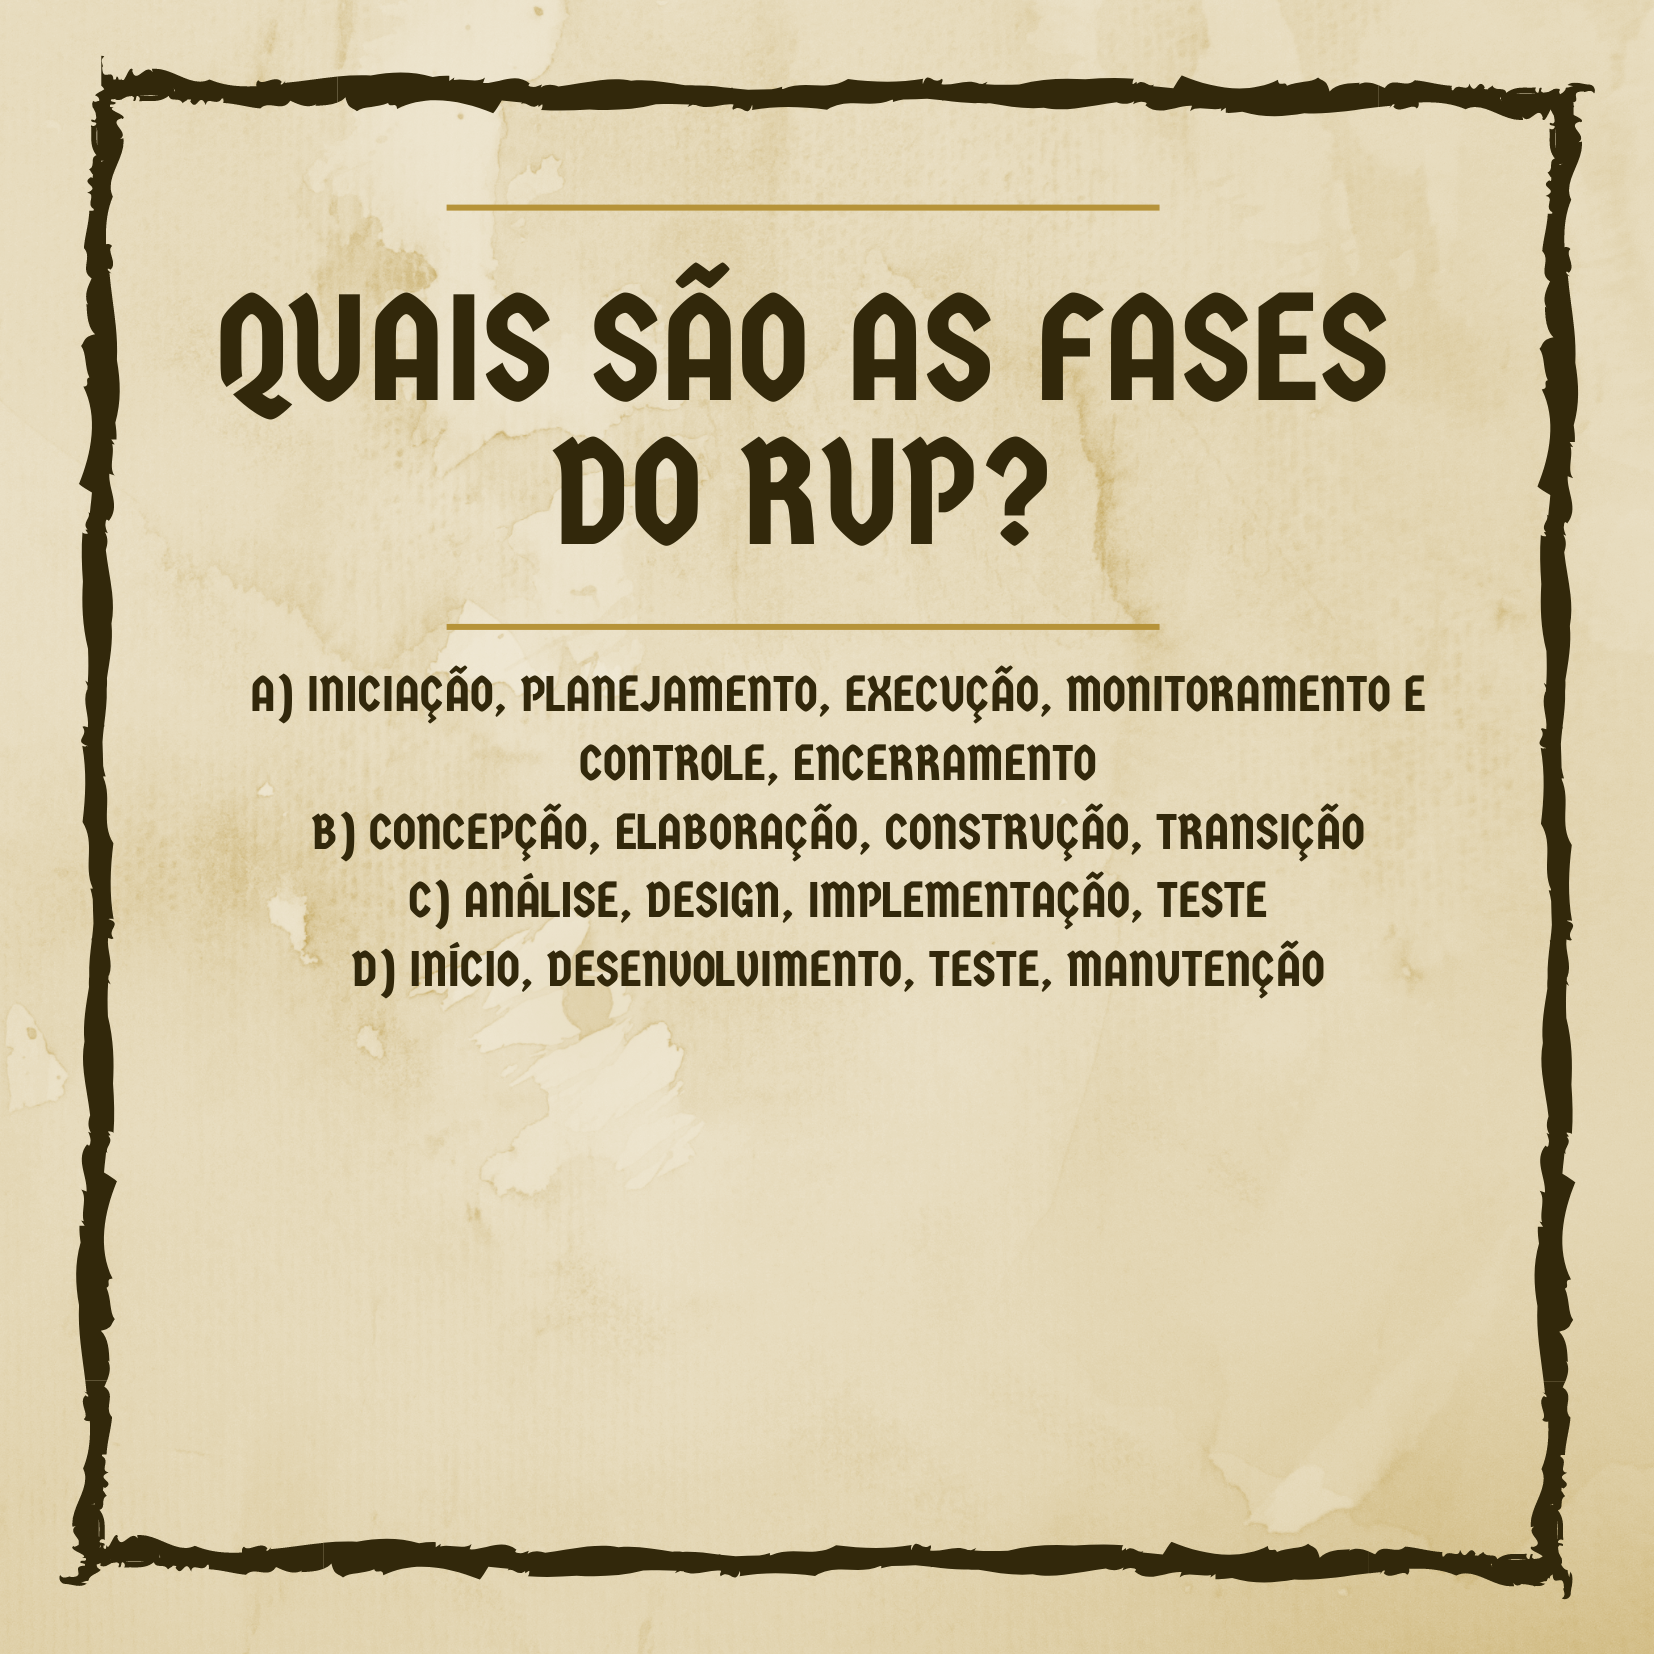 QUAIS SÃO AS FASES
DO RUP?
A) INICIAÇÃO, PLANEJAMENTO, EXECUÇÃO, MONITORAMENTO E
CONTROLE, ENCERRAMENTO
B) CONCEPÇÃO, ELABORAÇÃO, CONSTRUÇÃO, TRANSIÇÃO
C) ANÁLISE, DESIGN, IMPLEMENTAÇÃO, TESTE
D) INÍCIO, DESENVOLVIMENTO, TESTE, MANUTENÇÃO